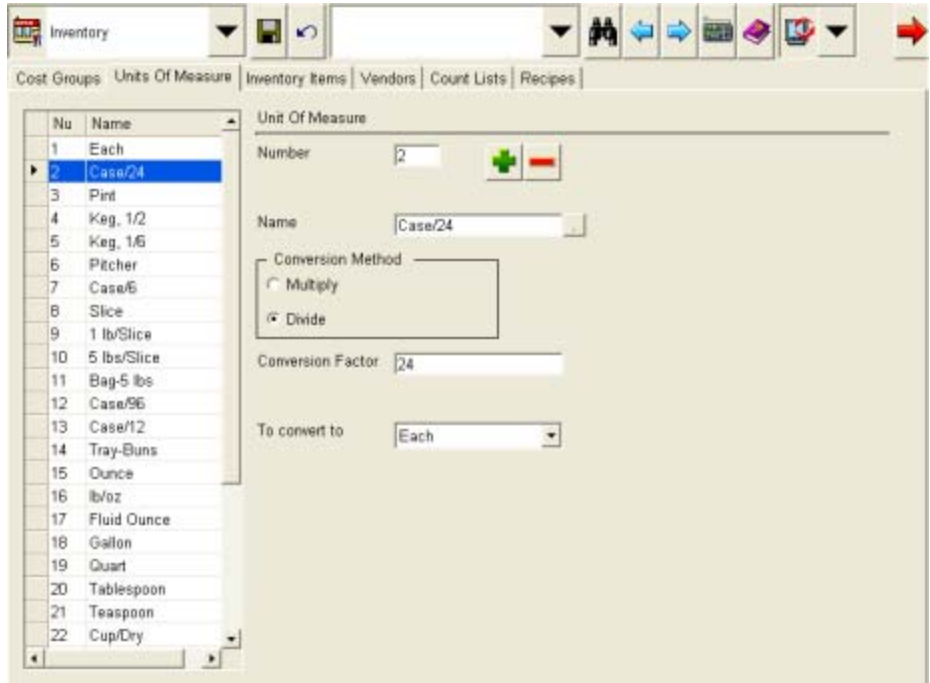 Inventory
Cost Groups Units Of Measure Inventory Items Vendors Count Lists Recipes
Nu Name
1 Each
2 Case/24
3 Pint
4 Keg, 1/2
5 Keg, 1/6
6 Pitcher
7 Case/6
8 Slice
9 1 lb/Slice
10 5 lbs/Slice
11 Bag-5 lbs
12 Case/96
13 Case/12
14 Tray-Buns
15 Ounce
16 lb/oz
17 Fluid Ounce
18 Gallon
19 Quart
20 Tablespoon
21 Teaspoon
22 Cup/Dry
Unit Of Measure
Number 2
Name Case/24 .
Conversion Method
Multiply
Divide
Conversion Factor 24
To convert to Each